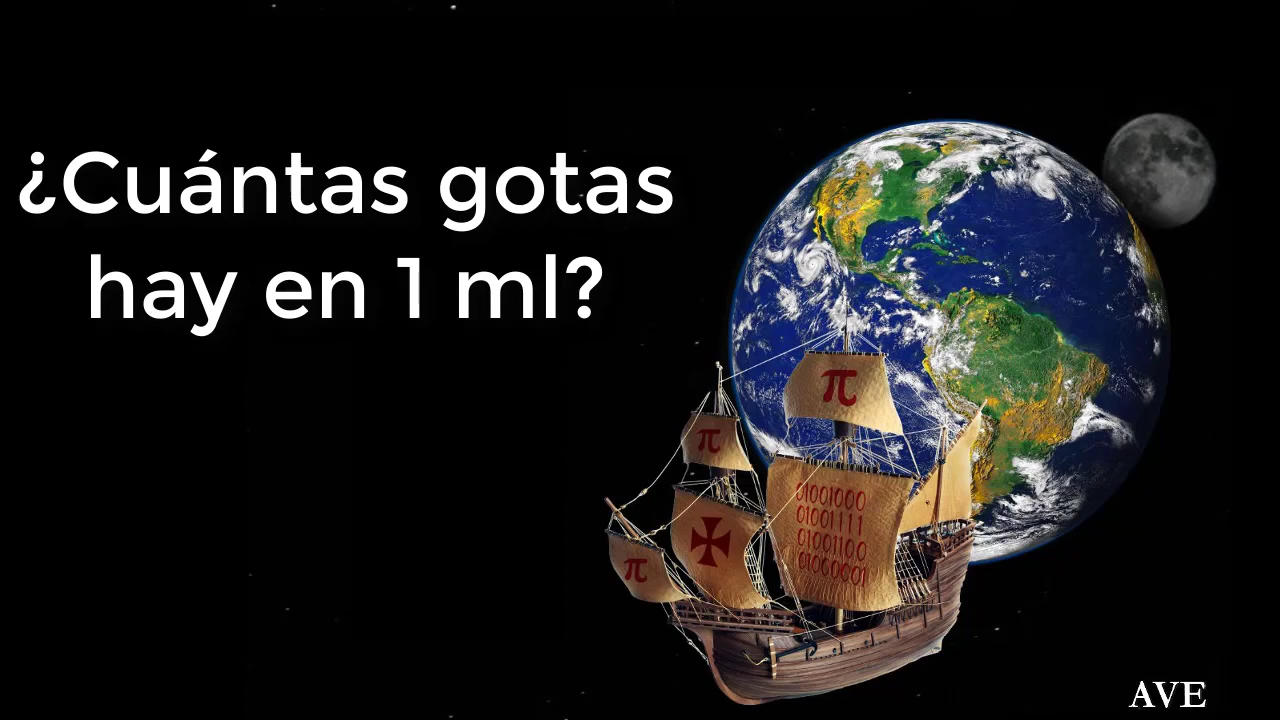 ¿Cuántas gotas
hay en 1 ml?
π
π
π
01001000
01001111
01001100
01000001
AVE